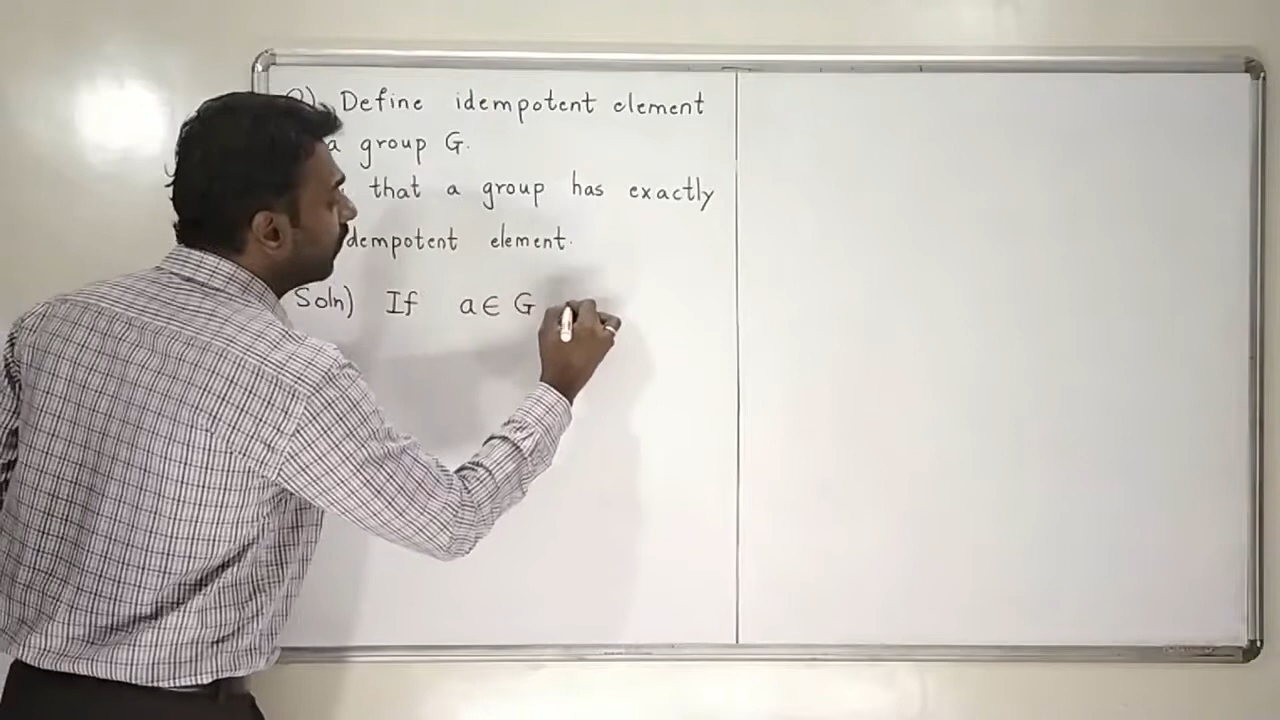 Define idempotent element
a group G.
that a group has exactly
dempotent element.
Soln) If a ∈ G